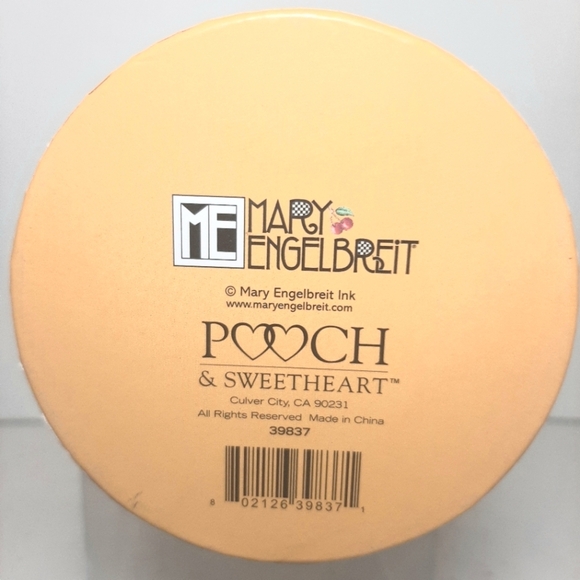 ME MARY
ENGELBREIT
© Mary Engelbreit Ink
www.maryengelbreit.com
POOCH
& SWEETHEART™
Culver City, CA 90231
All Rights Reserved Made in China
39837
6 02126 39837 1